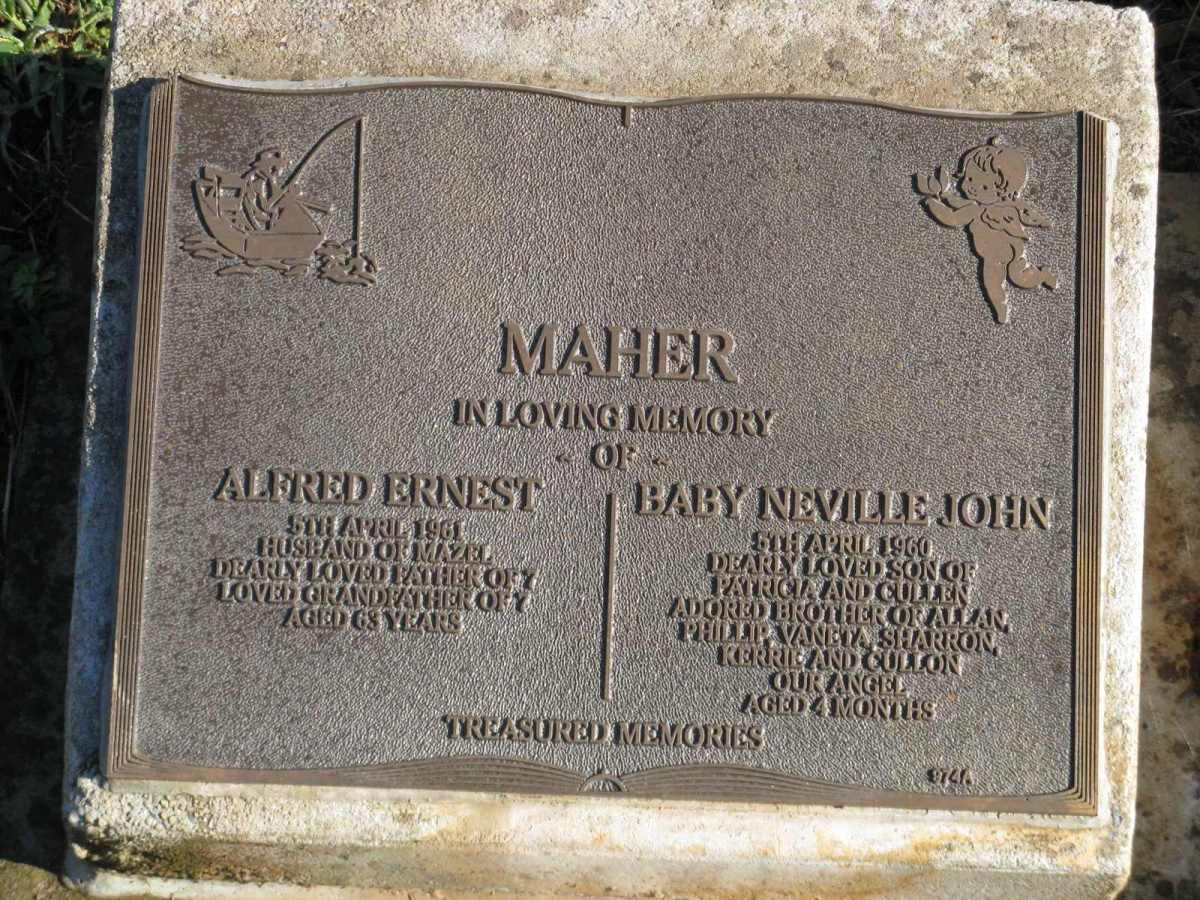 MAHER
IN LOVING MEMORY
~ OF ~
ALFRED ERNEST
5TH APRIL 1961
HUSBAND OF MAZEL
DEARLY LOVED FATHER OF 7
LOVED GRANDFATHER OF 7
AGED 63 YEARS
BABY NEVILLE JOHN
5TH APRIL 1960
DEARLY LOVED SON OF
PATRICIA AND CULLEN
ADORED BROTHER OF ALLAN,
PHILLIP, VANETA, SHARRON,
KERRIE AND CULLON
OUR ANGEL
AGED 4 MONTHS
TREASURED MEMORIES
974A